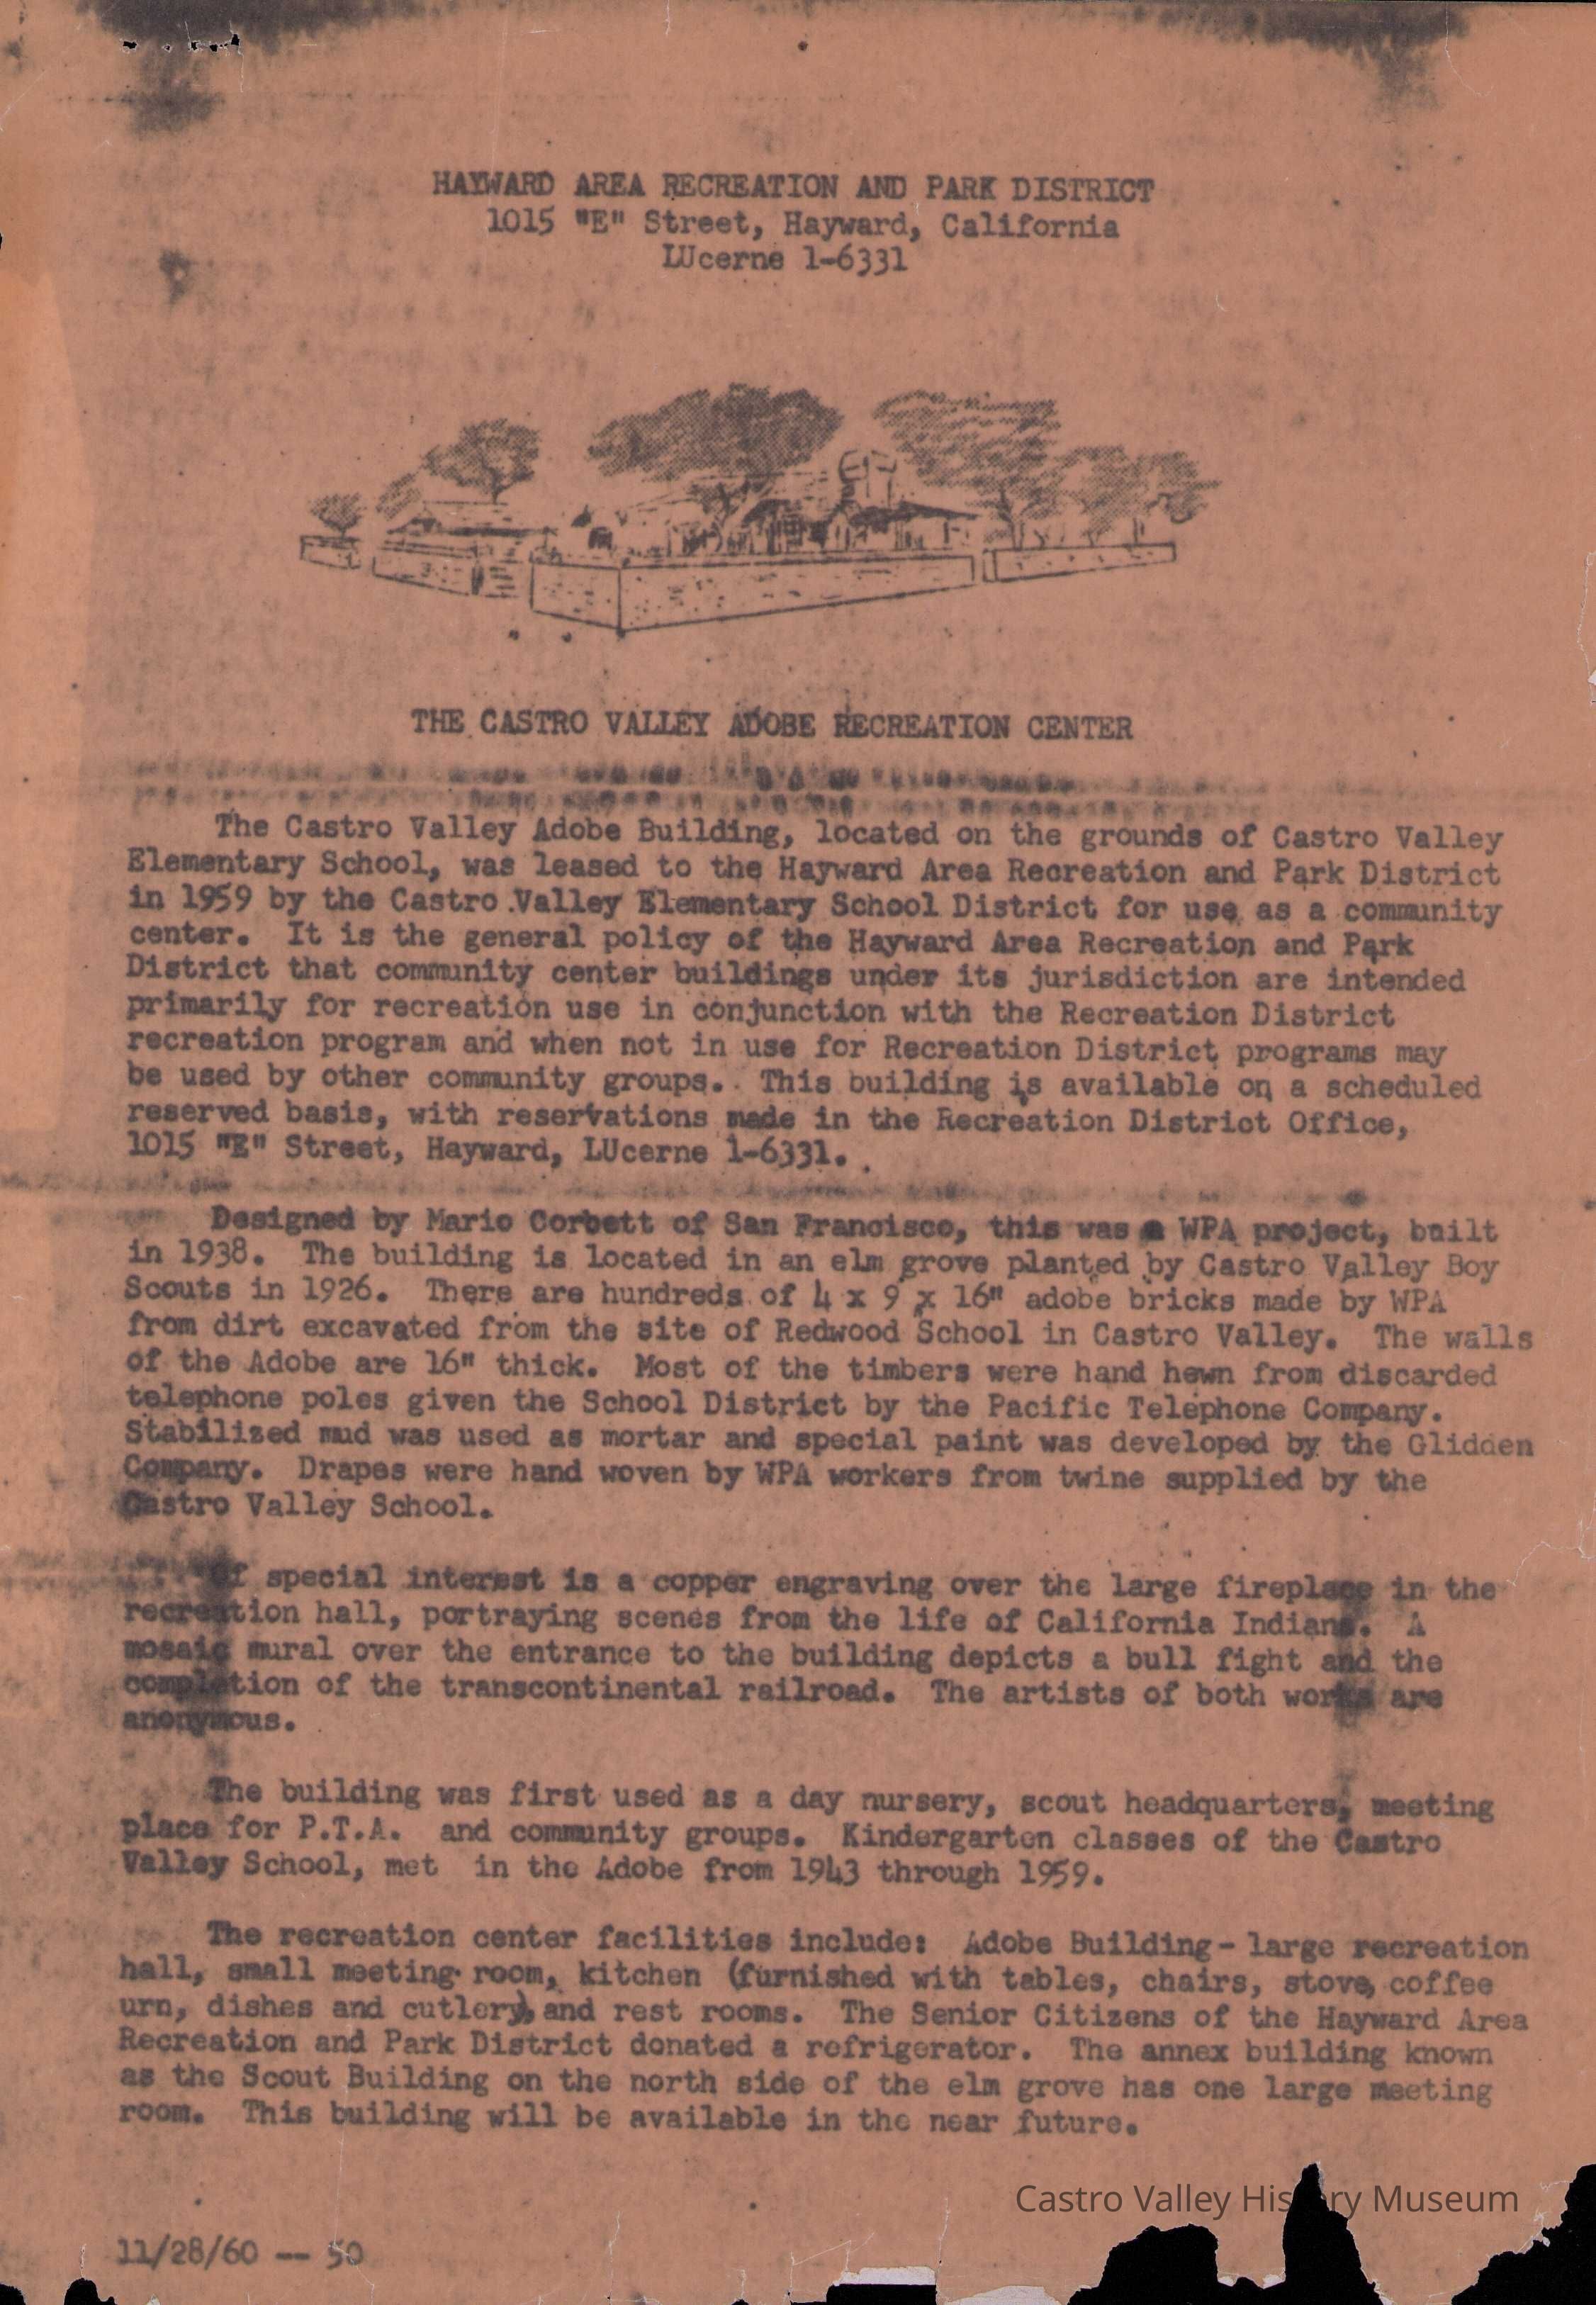 HAYWARD AREA RECREATION AND PARK DISTRICT
1015 "E" Street, Hayward, California
LUcerne 1-6331
THE CASTRO VALLEY ADOBE RECREATION CENTER
The Castro Valley Adobe Building, located on the grounds of Castro Valley
Elementary School, was leased to the Hayward Area Recreation and Park District
in 1959 by the Castro Valley Elementary School District for use as a community
center. It is the general policy of the Hayward Area Recreation and Park
District that community center buildings under its jurisdiction are intended
primarily for recreation use in conjunction with the Recreation District
recreation program and when not in use for Recreation District programs may
be used by other community groups. This building is available on a scheduled
reserved basis, with reservations made in the Recreation District Office,
1015 "E" Street, Hayward, LUcerne 1-6331.
Designed by Mario Corbett of San Francisco, this was a WPA project, built
in 1938. The building is located in an elm grove planted by Castro Valley Boy
Scouts in 1926. There are hundreds of 4 x 9 x 16" adobe bricks made by WPA
from dirt excavated from the site of Redwood School in Castro Valley. The walls
of the Adobe are 16" thick. Most of the timbers were hand hewn from discarded
telephone poles given the School District by the Pacific Telephone Company.
Stabilized mud was used as mortar and special paint was developed by the Glidden
Company. Drapes were hand woven by WPA workers from twine supplied by the
Castro Valley School.
Of special interest is a copper engraving over the large fireplace in the
recreation hall, portraying scenes from the life of California Indians. A
mosaic mural over the entrance to the building depicts a bull fight and the
completion of the transcontinental railroad. The artists of both works are
anonymous.
The building was first used as a day nursery, scout headquarters, meeting
place for P.T.A. and community groups. Kindergarten classes of the Castro
Valley School, met in the Adobe from 1943 through 1959.
The recreation center facilities include: Adobe Building - large recreation
hall, small meeting room, kitchen (furnished with tables, chairs, stove, coffee
urn, dishes and cutlery), and rest rooms. The Senior Citizens of the Hayward Area
Recreation and Park District donated a refrigerator. The annex building known
as the Scout Building on the north side of the elm grove has one large meeting
room. This building will be available in the near future.
Castro Valley History Museum
11/28/60 -- 50